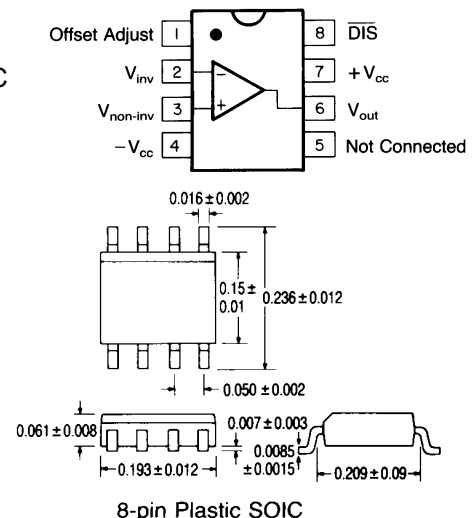 Offset Adjust 1
8 D̅I̅S̅
C
V_inv 2
−
7 +V_cc
V_non-inv 3
+
6 V_out
−V_cc 4
5 Not Connected
0.016±0.002
0.15±
0.01
0.236±0.012
0.050±0.002
0.061±0.008
0.007±0.003
0.0085
±0.0015
0.193±0.012
0.209±0.09
8-pin Plastic SOIC